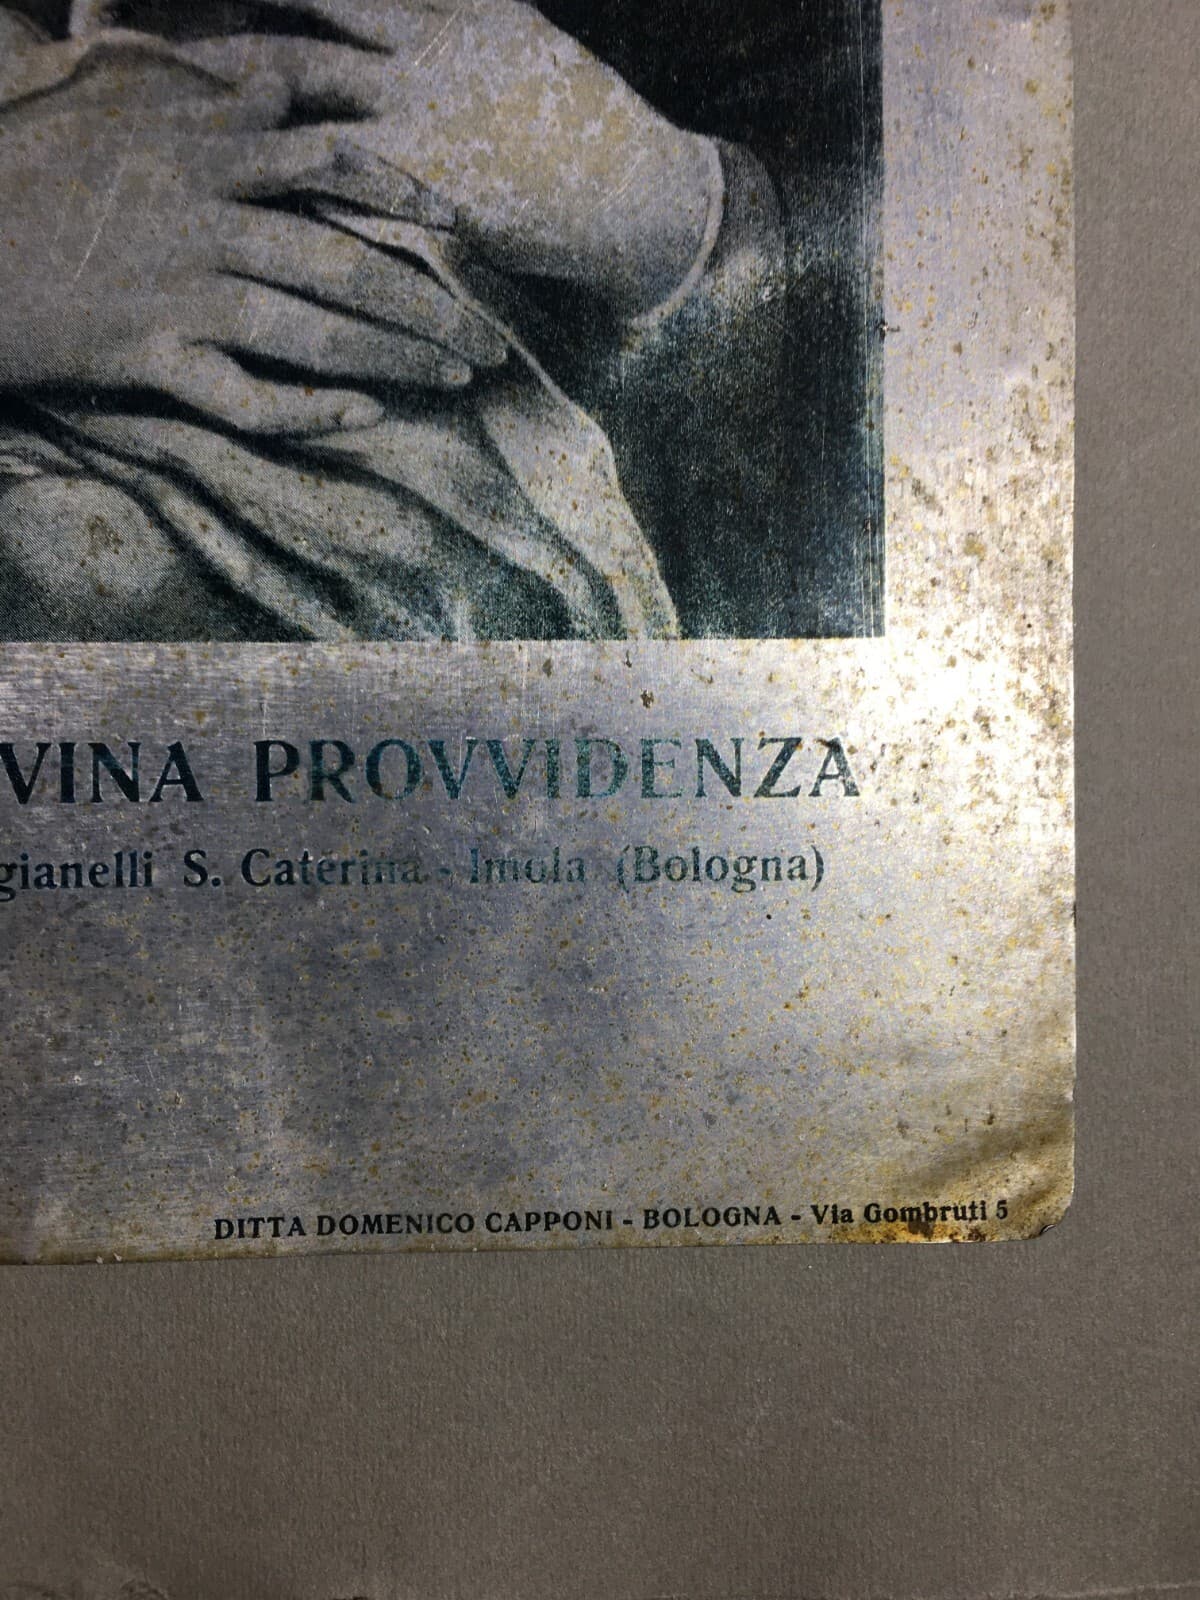 VINA PROVVIDENZA
gianelli S. Caterina - Imola (Bologna)
DITTA DOMENICO CAPPONI - BOLOGNA - Via Gombruti 5